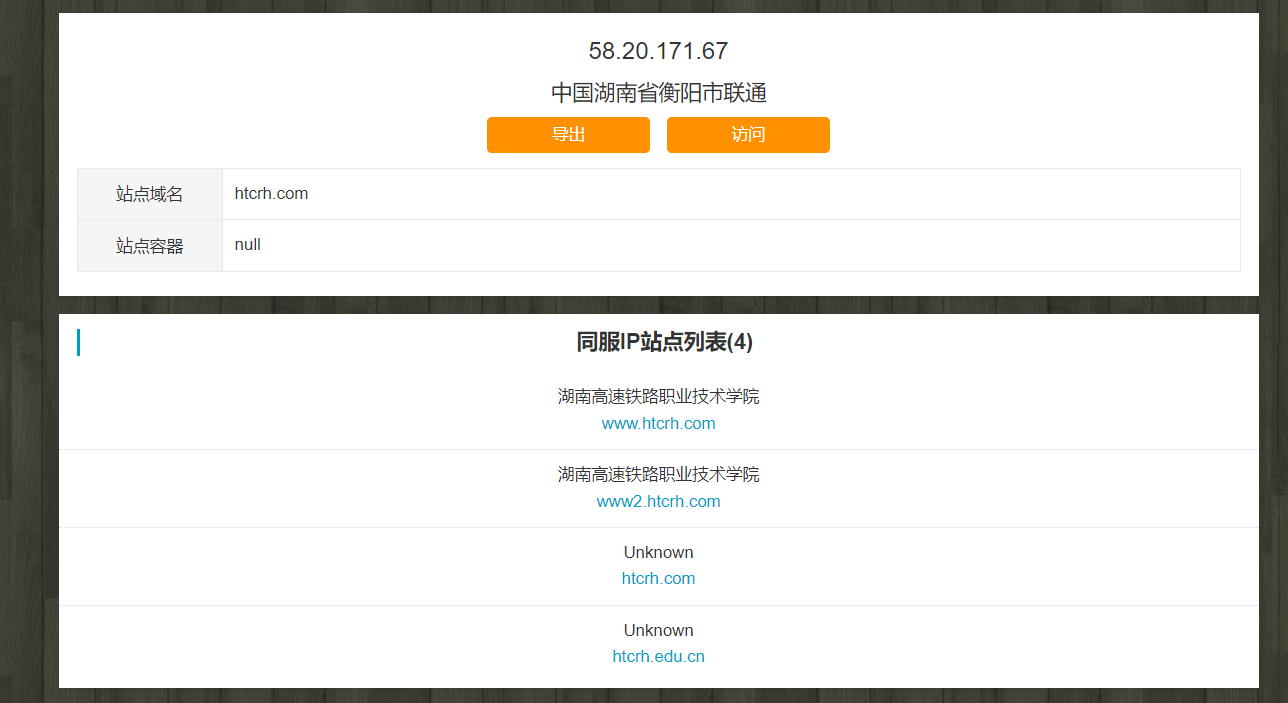 58.20.171.67
中国湖南省衡阳市联通
导出 访问
站点域名 htcrh.com
站点容器 null
同服IP站点列表(4)
湖南高速铁路职业技术学院
www.htcrh.com
湖南高速铁路职业技术学院
www2.htcrh.com
Unknown
htcrh.com
Unknown
htcrh.edu.cn